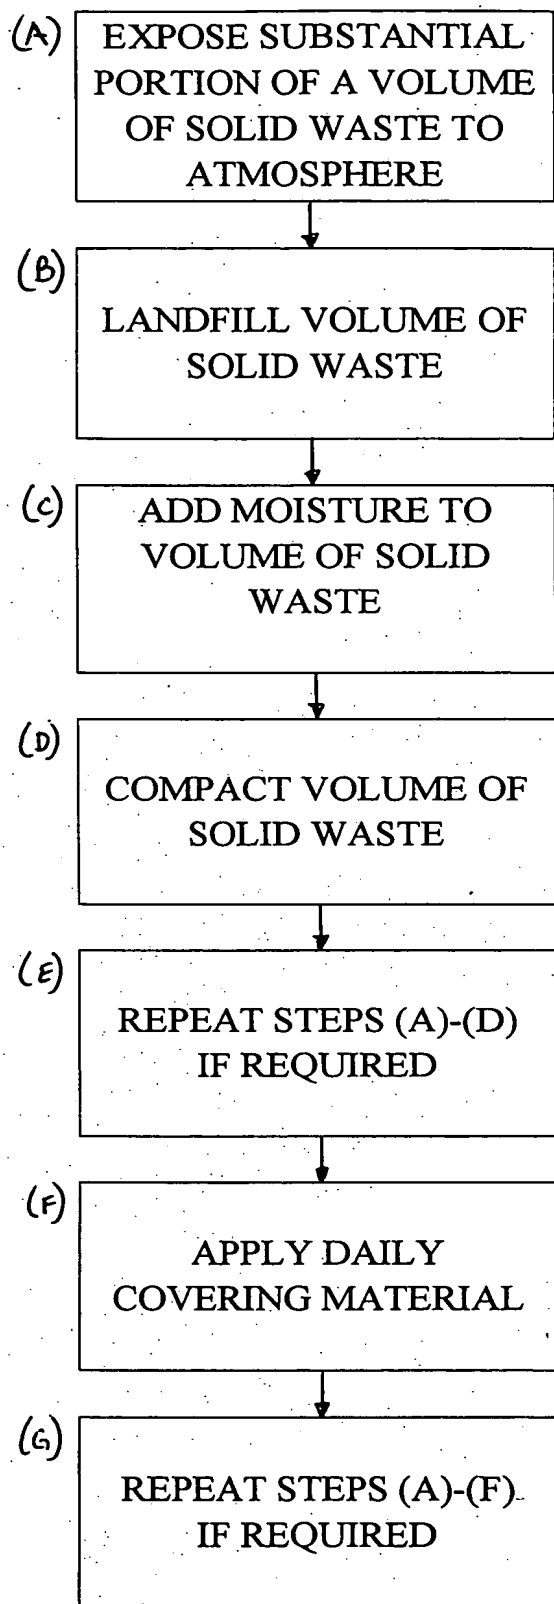 (A) EXPOSE SUBSTANTIAL
PORTION OF A VOLUME
OF SOLID WASTE TO
ATMOSPHERE
(B)
LANDFILL VOLUME OF
SOLID WASTE
(C) ADD MOISTURE TO
VOLUME OF SOLID
WASTE
(D)
COMPACT VOLUME OF
SOLID WASTE
(E)
REPEAT STEPS (A)-(D)
IF REQUIRED
(F)
APPLY DAILY
COVERING MATERIAL
(G)
REPEAT STEPS (A)-(F)
IF REQUIRED